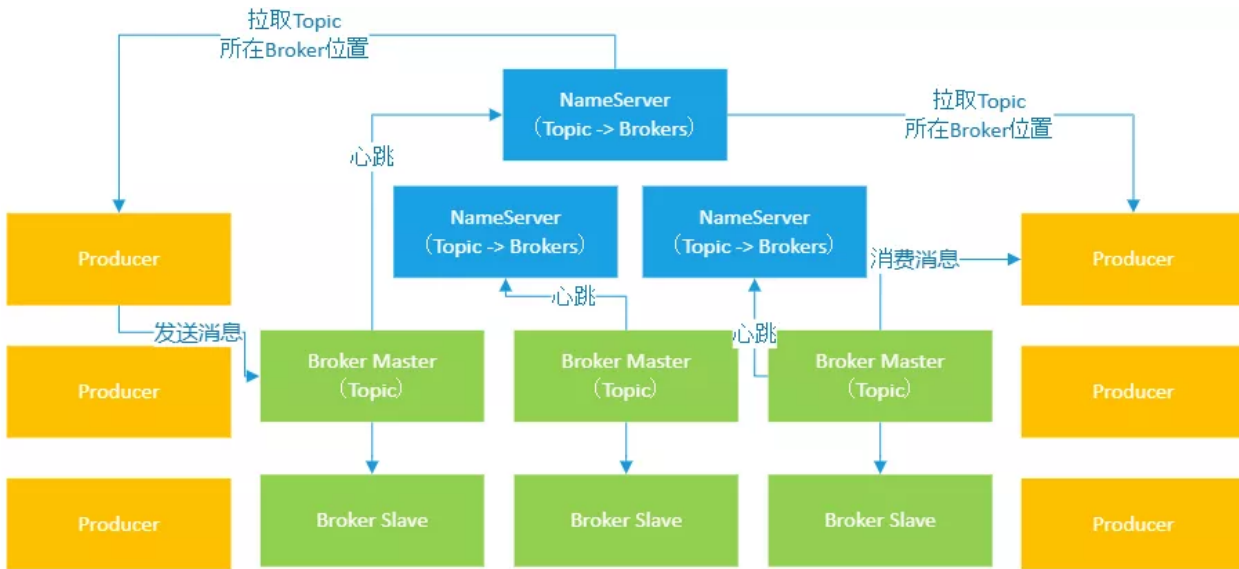 拉取Topic
所在Broker位置
NameServer
（Topic -> Brokers）
拉取Topic
所在Broker位置
心跳
NameServer
（Topic -> Brokers）
NameServer
（Topic -> Brokers）
Producer
消费消息
Producer
心跳
发送消息
心跳
Broker Master
（Topic）
Broker Master
（Topic）
Broker Master
（Topic）
Producer
Producer
Producer
Broker Slave
Broker Slave
Broker Slave
Producer